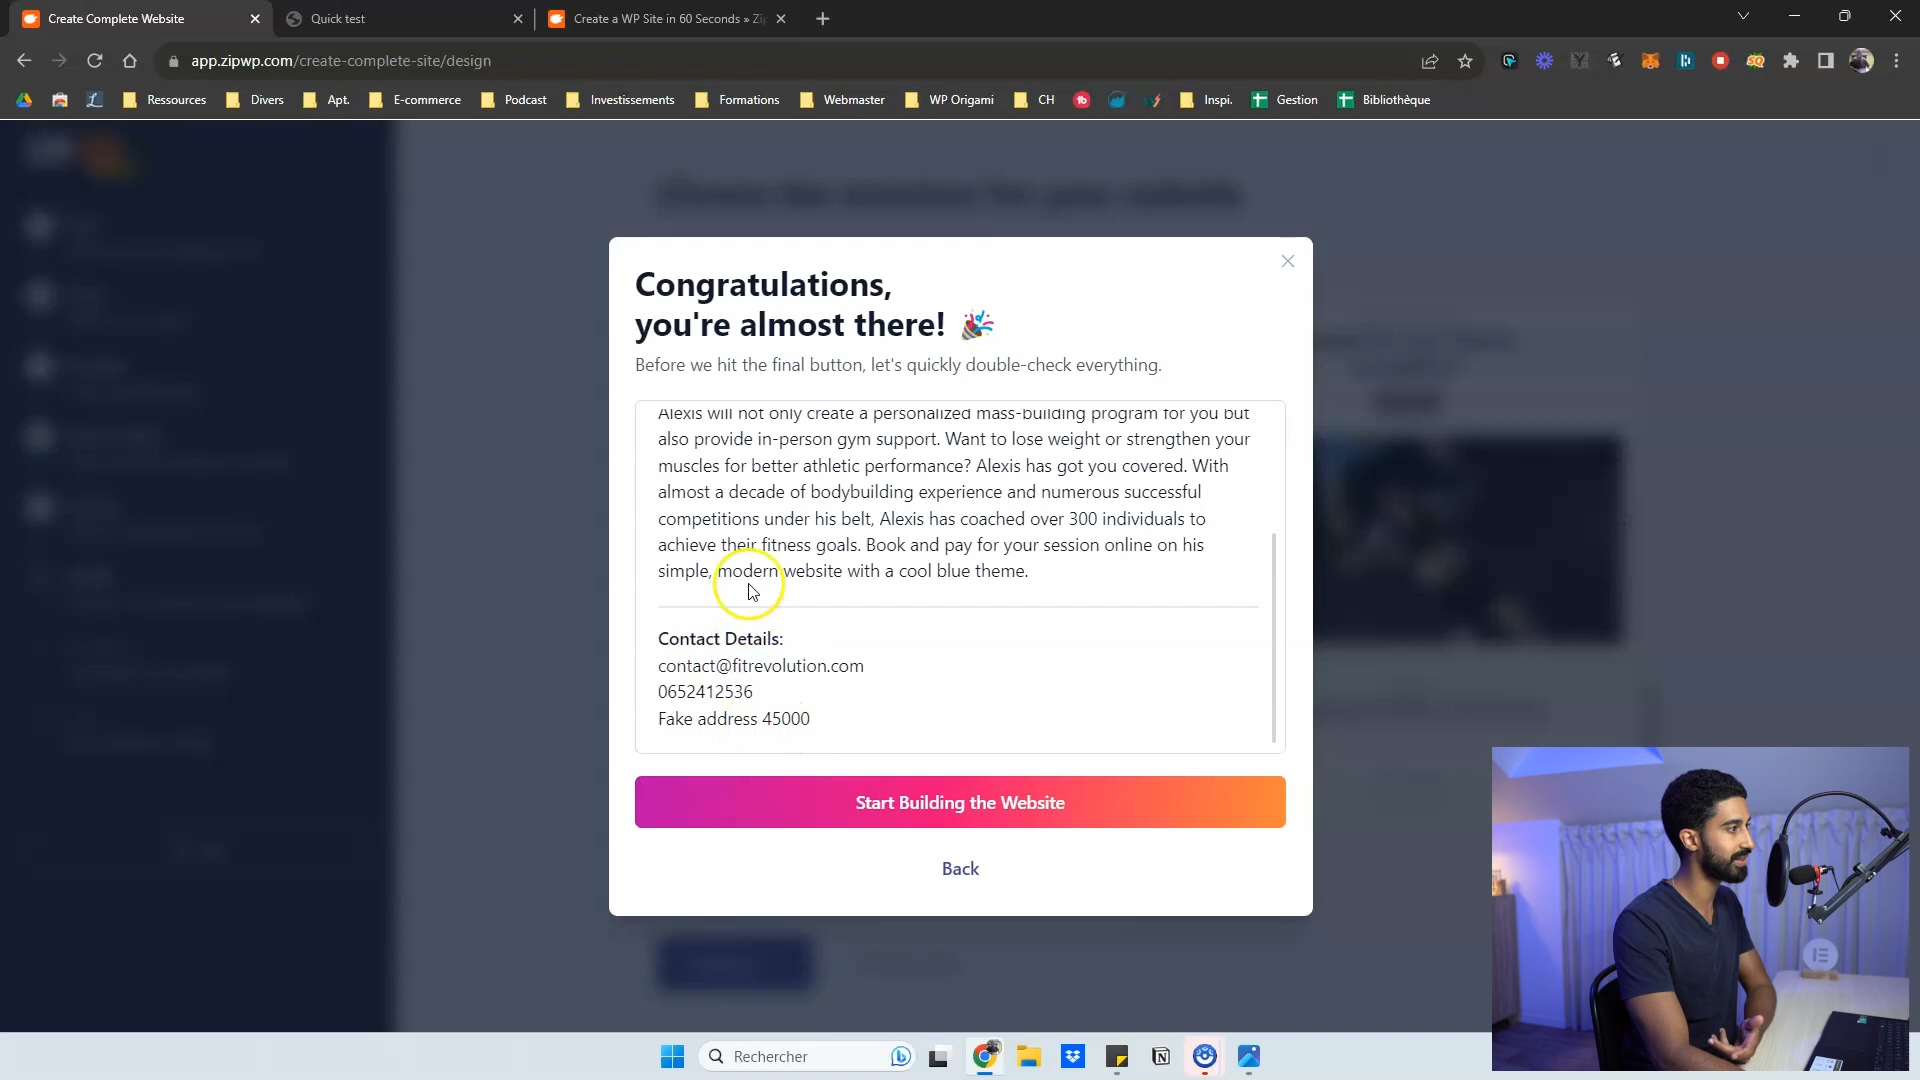 Create Complete Website
Quick test
Create a WP Site in 60 Seconds » Zi
app.zipwp.com/create-complete-site/design
Ressources
Divers
Apt.
E-commerce
Podcast
Investissements
Formations
Webmaster
WP Origami
CH
Inspi.
Gestion
Bibliothèque
Congratulations,
you're almost there!
Before we hit the final button, let's quickly double-check everything.
Alexis will not only create a personalized mass-building program for you but
also provide in-person gym support. Want to lose weight or strengthen your
muscles for better athletic performance? Alexis has got you covered. With
almost a decade of bodybuilding experience and numerous successful
competitions under his belt, Alexis has coached over 300 individuals to
achieve their fitness goals. Book and pay for your session online on his
simple, modern website with a cool blue theme.
Contact Details:
contact@fitrevolution.com
0652412536
Fake address 45000
Start Building the Website
Back
Rechercher